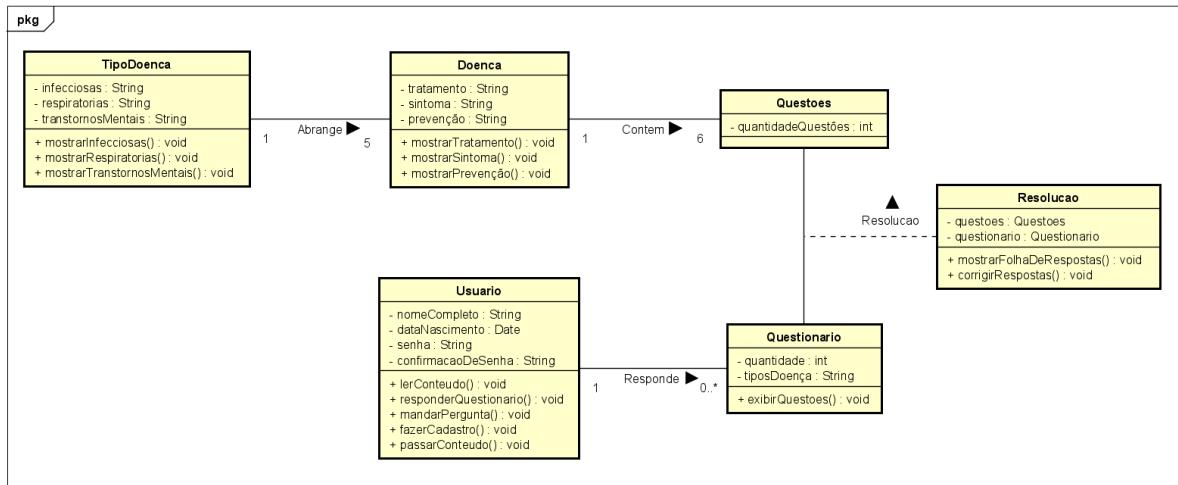 pkg
TipoDoenca
- infecciosas : String
- respiratorias : String
- transtornosMentais : String
+ mostrarInfecciosas() : void
+ mostrarRespiratorias() : void
+ mostrarTranstornosMentais() : void
1
Abrange
5
Doenca
- tratamento : String
- sintoma : String
- prevenção : String
+ mostrarTratamento() : void
+ mostrarSintoma() : void
+ mostrarPrevenção() : void
1
Contem
6
Questoes
- quantidadeQuestões : int
Resolucao
Resolucao
- questoes : Questoes
- questionario : Questionario
+ mostrarFolhaDeRespostas() : void
+ corrigirRespostas() : void
Usuario
- nomeCompleto : String
- dataNascimento : Date
- senha : String
- confirmacaoDeSenha : String
+ lerConteudo() : void
+ responderQuestionario() : void
+ mandarPergunta() : void
+ fazerCadastro() : void
+ passarConteudo() : void
1
Responde
0..*
Questionario
- quantidade : int
- tiposDoença : String
+ exibirQuestoes() : void